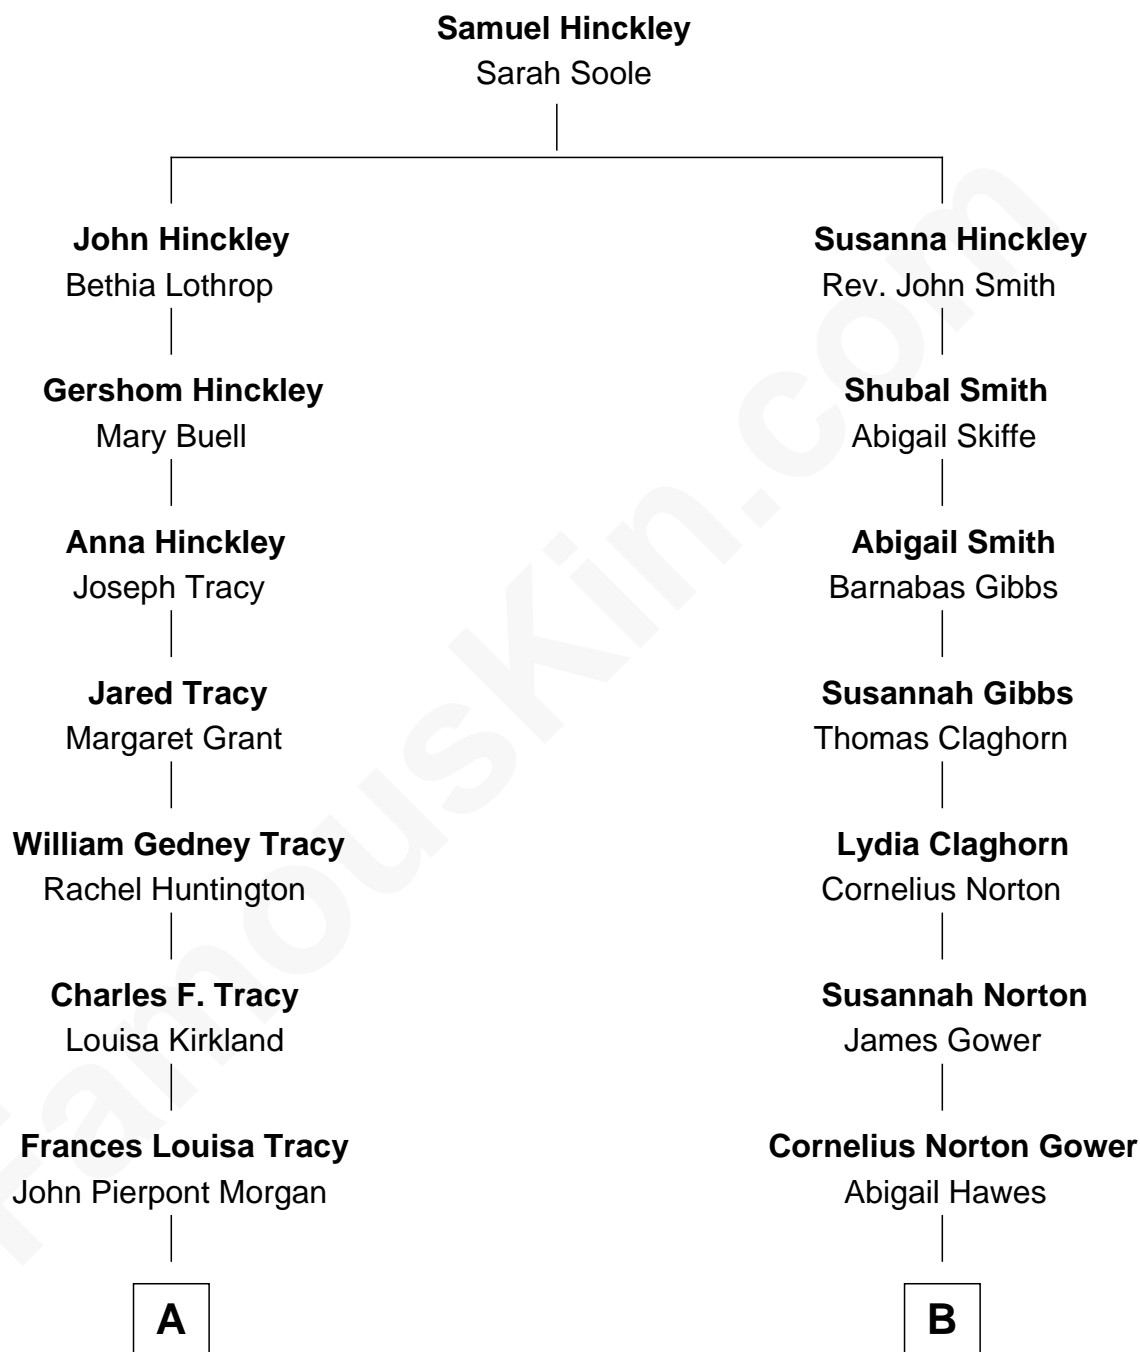 Samuel Hinckley
Sarah Soole
John Hinckley
Bethia Lothrop
Susanna Hinckley
Rev. John Smith
Gershom Hinckley
Mary Buell
Shubal Smith
Abigail Skiffe
Anna Hinckley
Joseph Tracy
Abigail Smith
Barnabas Gibbs
Jared Tracy
Margaret Grant
Susannah Gibbs
Thomas Claghorn
William Gedney Tracy
Rachel Huntington
Lydia Claghorn
Cornelius Norton
Charles F. Tracy
Louisa Kirkland
Susannah Norton
James Gower
Frances Louisa Tracy
John Pierpont Morgan
Cornelius Norton Gower
Abigail Hawes
A
B
FamousKin.com